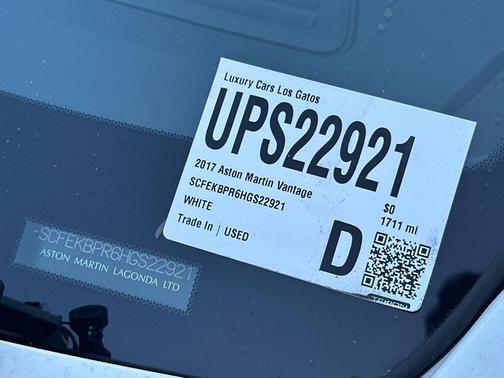 Luxury Cars Los Gatos
UPS22921
2017 Aston Martin Vantage
SCFEKBPR6HGS22921
$0
WHITE
1711 mi
Trade In | USED
D
TEKION
-SCFEKBPR6HGS22921
ASTON MARTIN LAGONDA LTD